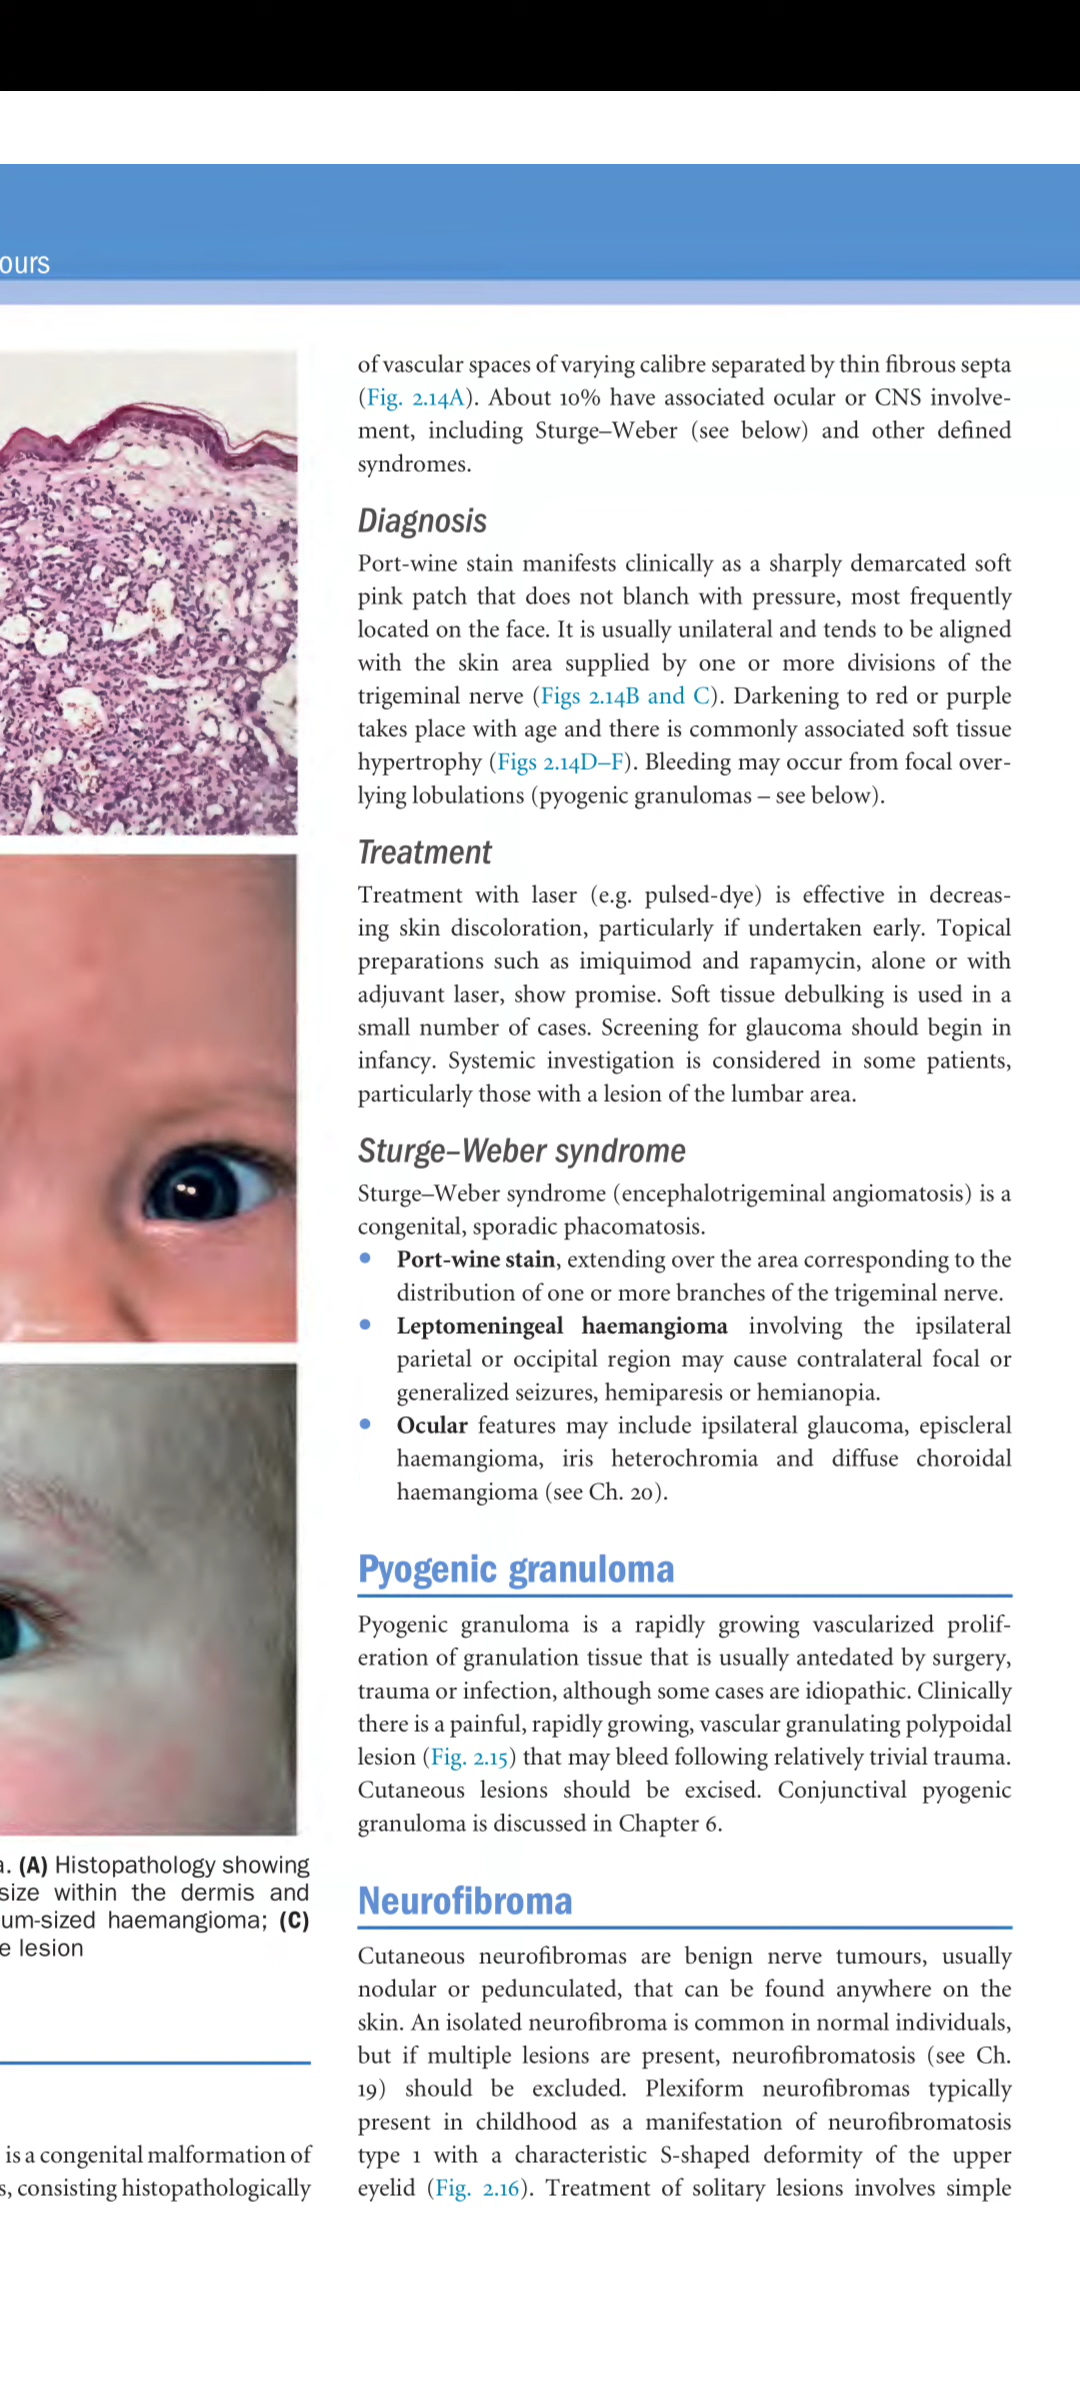 ours
a. (A) Histopathology showing
size within the dermis and
um-sized haemangioma; (C)
e lesion
is a congenital malformation of
s, consisting histopathologically
of vascular spaces of varying calibre separated by thin fibrous septa
(Fig. 2.14A). About 10% have associated ocular or CNS involve-
ment, including Sturge–Weber (see below) and other defined
syndromes.
Diagnosis
Port-wine stain manifests clinically as a sharply demarcated soft
pink patch that does not blanch with pressure, most frequently
located on the face. It is usually unilateral and tends to be aligned
with the skin area supplied by one or more divisions of the
trigeminal nerve (Figs 2.14B and C). Darkening to red or purple
takes place with age and there is commonly associated soft tissue
hypertrophy (Figs 2.14D–F). Bleeding may occur from focal over-
lying lobulations (pyogenic granulomas – see below).
Treatment
Treatment with laser (e.g. pulsed-dye) is effective in decreas-
ing skin discoloration, particularly if undertaken early. Topical
preparations such as imiquimod and rapamycin, alone or with
adjuvant laser, show promise. Soft tissue debulking is used in a
small number of cases. Screening for glaucoma should begin in
infancy. Systemic investigation is considered in some patients,
particularly those with a lesion of the lumbar area.
Sturge–Weber syndrome
Sturge–Weber syndrome (encephalotrigeminal angiomatosis) is a
congenital, sporadic phacomatosis.
• Port-wine stain, extending over the area corresponding to the
distribution of one or more branches of the trigeminal nerve.
• Leptomeningeal haemangioma involving the ipsilateral
parietal or occipital region may cause contralateral focal or
generalized seizures, hemiparesis or hemianopia.
• Ocular features may include ipsilateral glaucoma, episcleral
haemangioma, iris heterochromia and diffuse choroidal
haemangioma (see Ch. 20).
Pyogenic granuloma
Pyogenic granuloma is a rapidly growing vascularized prolif-
eration of granulation tissue that is usually antedated by surgery,
trauma or infection, although some cases are idiopathic. Clinically
there is a painful, rapidly growing, vascular granulating polypoidal
lesion (Fig. 2.15) that may bleed following relatively trivial trauma.
Cutaneous lesions should be excised. Conjunctival pyogenic
granuloma is discussed in Chapter 6.
Neurofibroma
Cutaneous neurofibromas are benign nerve tumours, usually
nodular or pedunculated, that can be found anywhere on the
skin. An isolated neurofibroma is common in normal individuals,
but if multiple lesions are present, neurofibromatosis (see Ch.
19) should be excluded. Plexiform neurofibromas typically
present in childhood as a manifestation of neurofibromatosis
type 1 with a characteristic S-shaped deformity of the upper
eyelid (Fig. 2.16). Treatment of solitary lesions involves simple